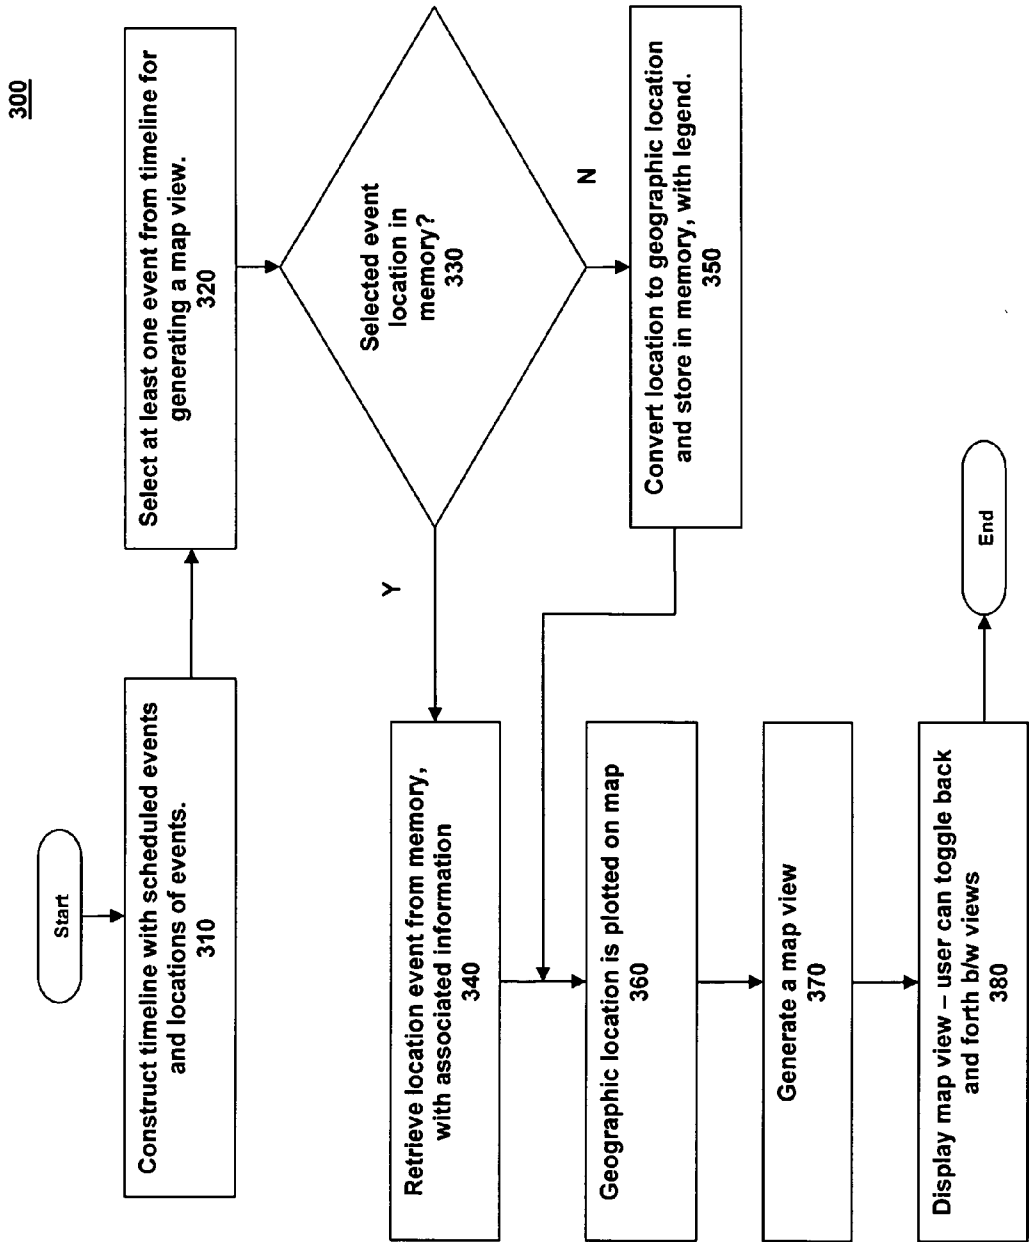 300
Start
Construct timeline with scheduled events
and locations of events.
310
Select at least one event from timeline for
generating a map view.
320
Selected event
location in
memory?
330
Y
N
Retrieve location event from memory,
with associated information
340
Convert location to geographic location
and store in memory, with legend.
350
Geographic location is plotted on map
360
Generate a map view
370
Display map view – user can toggle back
and forth b/w views
380
End